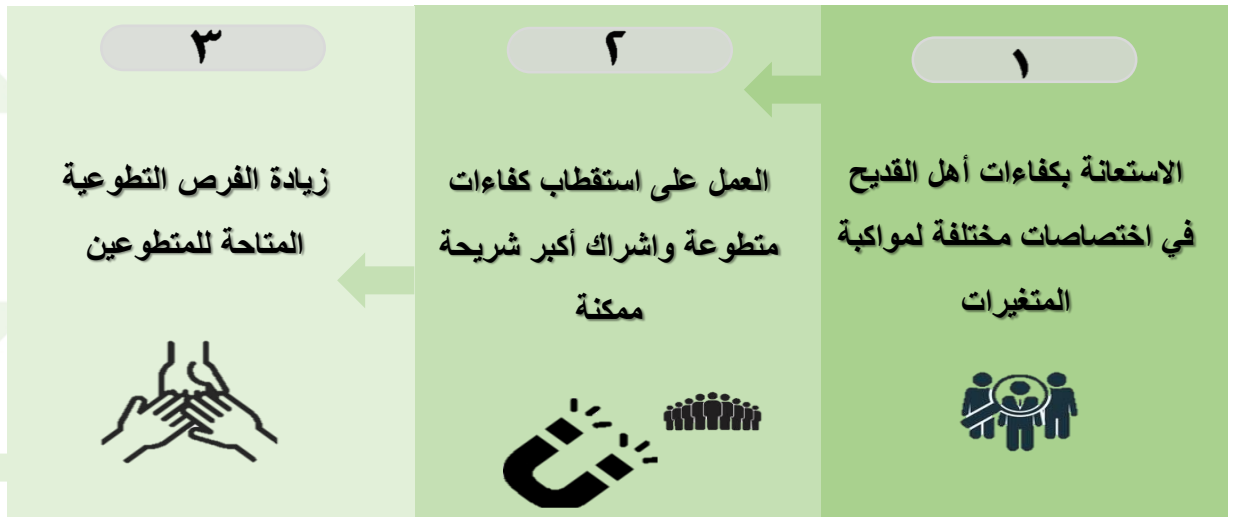 ١
الاستعانة بكفاءات أهل القديح
في اختصاصات مختلفة لمواكبة
المتغيرات
٢
العمل على استقطاب كفاءات
متطوعة واشراك أكبر شريحة
ممكنة
٣
زيادة الفرص التطوعية
المتاحة للمتطوعين